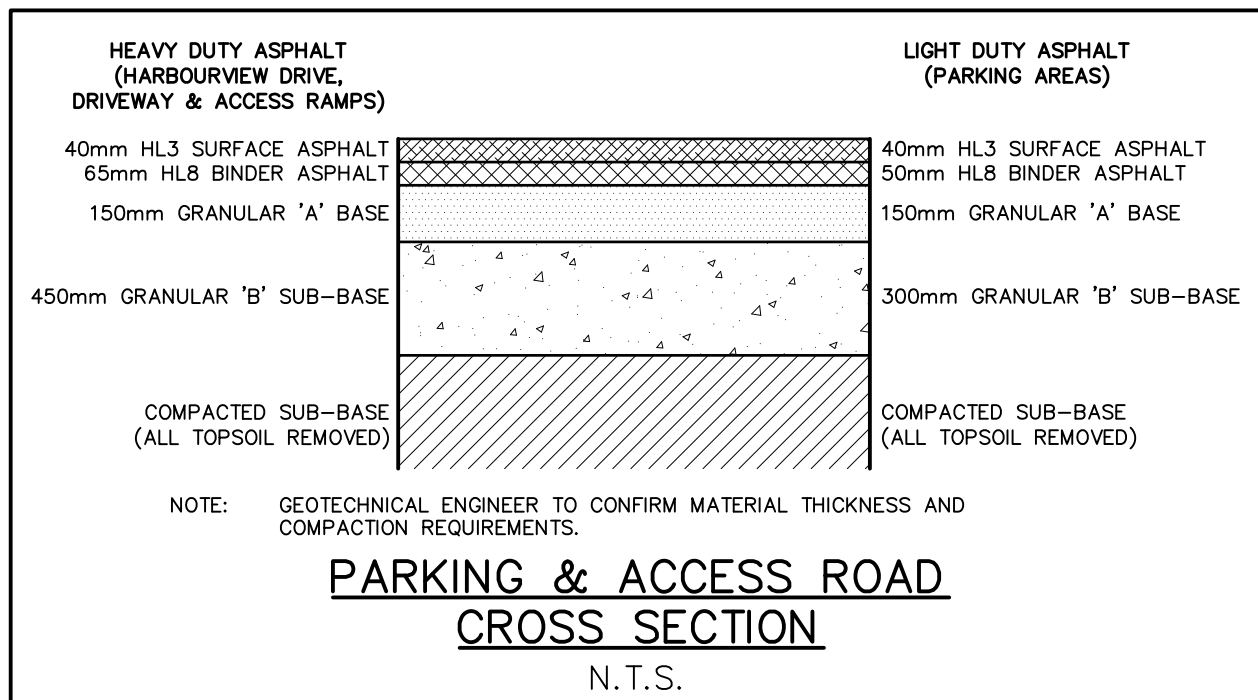 HEAVY DUTY ASPHALT
(HARBOURVIEW DRIVE,
DRIVEWAY & ACCESS RAMPS)
LIGHT DUTY ASPHALT
(PARKING AREAS)
40mm HL3 SURFACE ASPHALT
65mm HL8 BINDER ASPHALT
150mm GRANULAR 'A' BASE
450mm GRANULAR 'B' SUB-BASE
COMPACTED SUB-BASE
(ALL TOPSOIL REMOVED)
40mm HL3 SURFACE ASPHALT
50mm HL8 BINDER ASPHALT
150mm GRANULAR 'A' BASE
300mm GRANULAR 'B' SUB-BASE
COMPACTED SUB-BASE
(ALL TOPSOIL REMOVED)
NOTE: GEOTECHNICAL ENGINEER TO CONFIRM MATERIAL THICKNESS AND
COMPACTION REQUIREMENTS.
PARKING & ACCESS ROAD
CROSS SECTION
N.T.S.